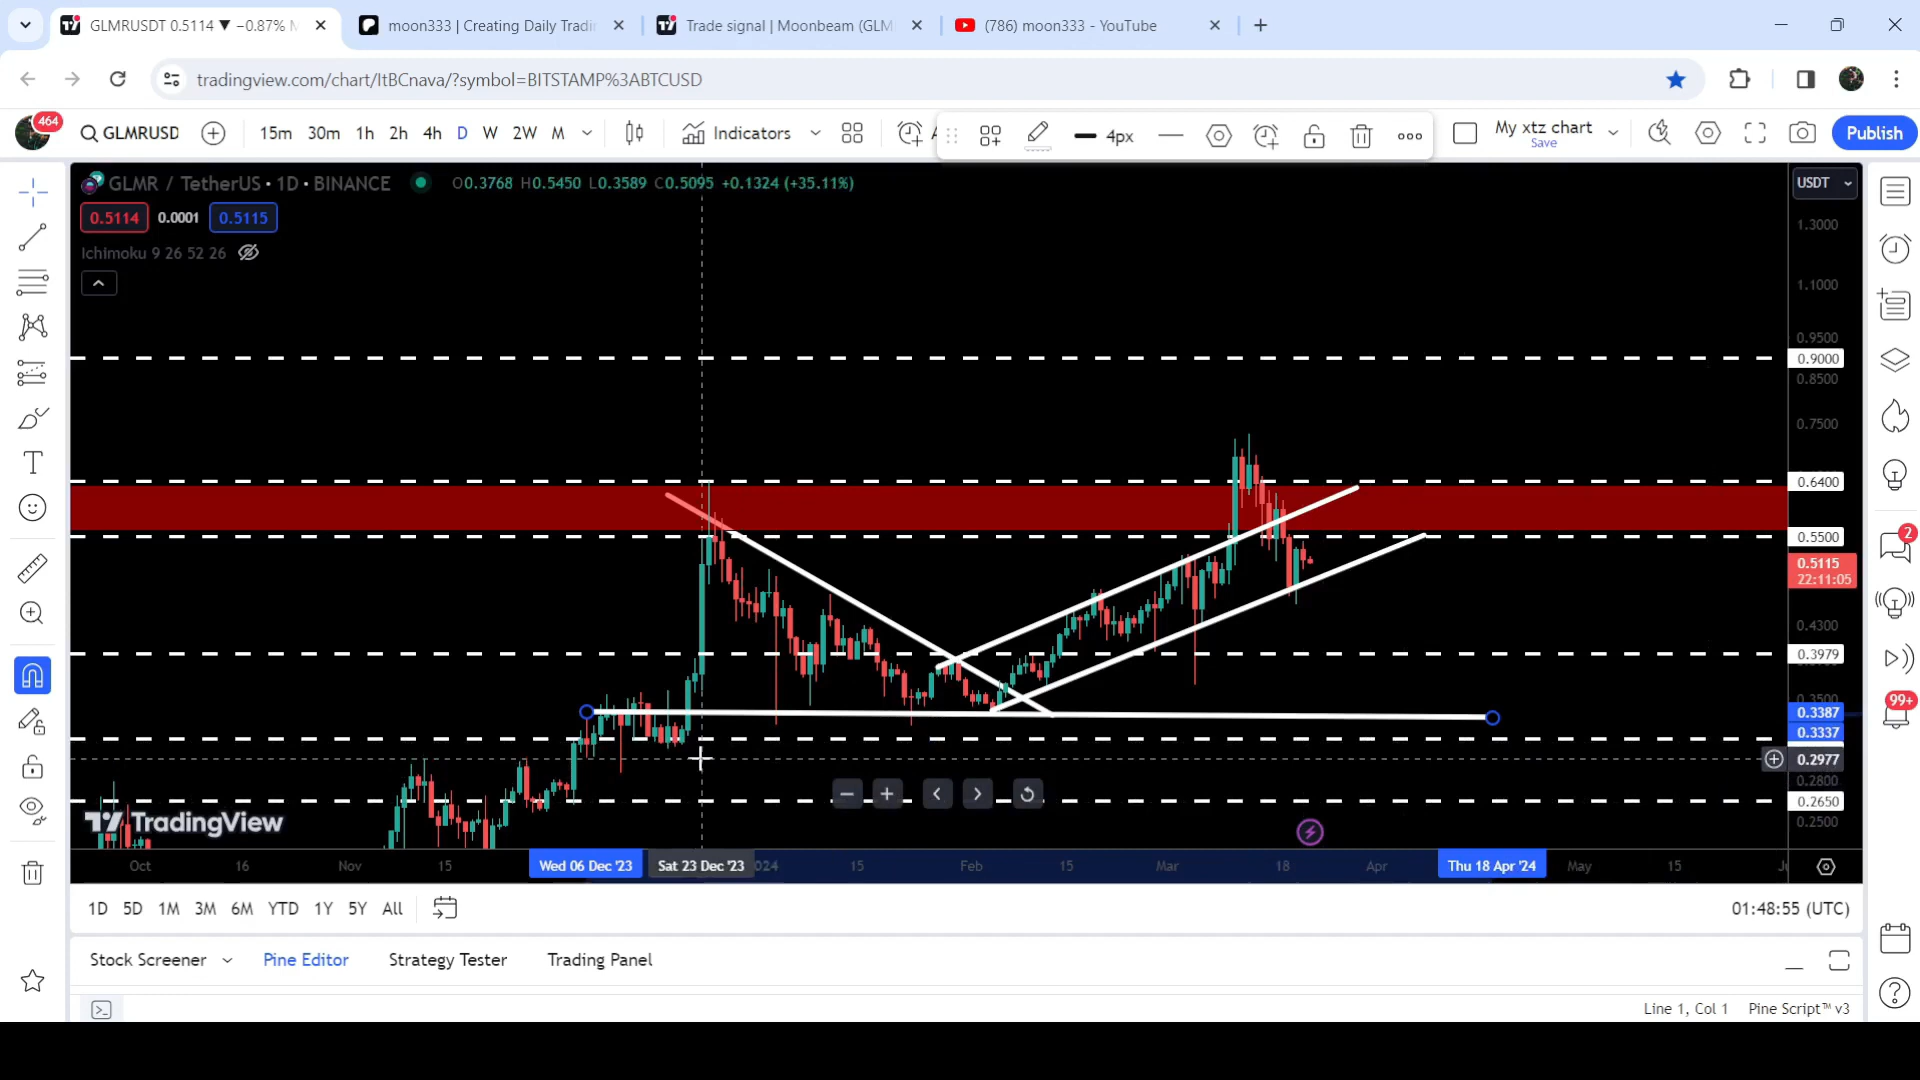 GLMRUSDT 0.5114 ▼ −0.87%
moon333 | Creating Daily Tradin
Trade signal | Moonbeam (GLM
(786) moon333 - YouTube
tradingview.com/chart/ItBCnava/?symbol=BITSTAMP%3ABTCUSD
464
GLMRUSD
15m 30m 1h 2h 4h D W 2W M
Indicators
4px
My xtz chart
Save
Publish
GLMR / TetherUS • 1D • BINANCE
O0.3768 H0.5450 L0.3589 C0.5095 +0.1324 (+35.11%)
USDT
0.5114 0.0001 0.5115
Ichimoku 9 26 52 26
1.3000
1.1000
0.9500
0.9000
0.8500
0.7500
0.6400
0.5500
0.5115
22:11:05
0.4300
0.3979
0.3500
0.3387
0.3337
0.2977
0.2800
0.2650
0.2500
2
99+
TradingView
Oct 16 Nov 15 Wed 06 Dec '23 Sat 23 Dec '23 2024 15 Feb 15 Mar 18 Apr Thu 18 Apr '24 May 15
1D 5D 1M 3M 6M YTD 1Y 5Y All
01:48:55 (UTC)
Stock Screener Pine Editor Strategy Tester Trading Panel
Line 1, Col 1 Pine Script™ v3